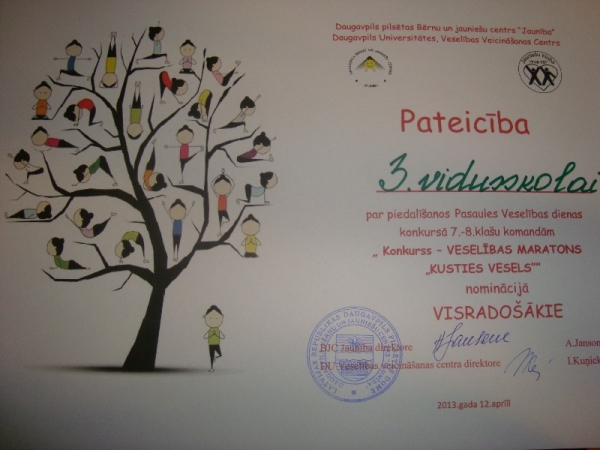 Daugavpils pilsētas Bērnu un jauniešu centrs "Jaunība"
Daugavpils Universitātes, Veselības Veicināšanas Centrs
Pateicība
3. vidusskolai
par piedalīšanos Pasaules Veselības dienas
konkursā 7.-8.klašu komandām
„ Konkurss – VESELĪBAS MARATONS
„KUSTIES VESELS""
nominācijā
VISRADOŠĀKIE
BJC Jaunība direktore A.Janson
DU Veselības veicināšanas centra direktore I.Kuņick
2013.gada 12.aprīlī